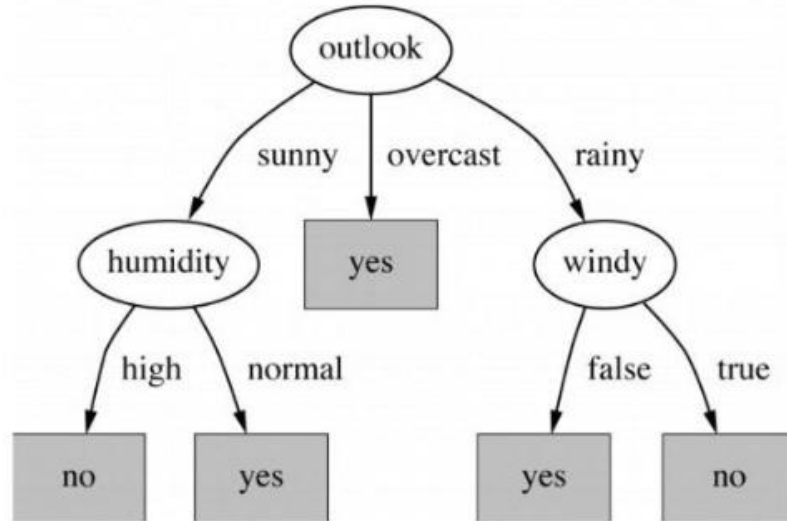 outlook
sunny overcast rainy
humidity yes windy
high normal false true
no yes yes no